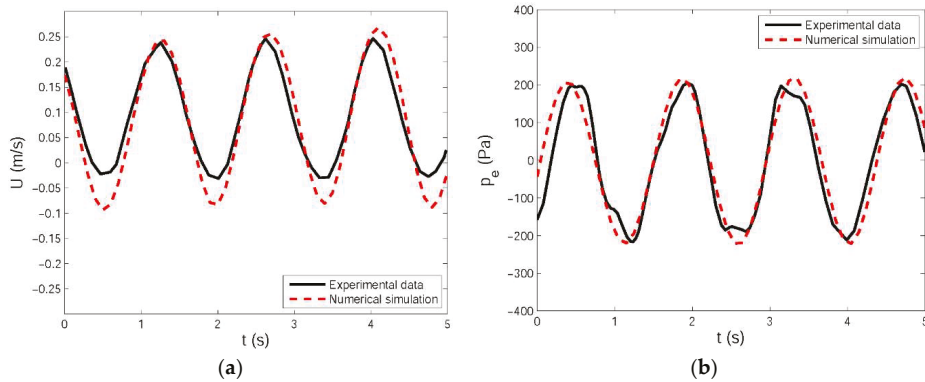 0.25
0.2
0.15
0.1
0.05
0
−0.05
−0.1
0.15
−0.2
−0.25
U (m/s)
Experimental data
Numerical simulation
0 1 2 3 4 5
t (s)
(a)
400
300
200
100
0
−100
−200
−300
−400
pe (Pa)
Experimental data
Numerical simulation
0 1 2 3 4 5
t (s)
(b)